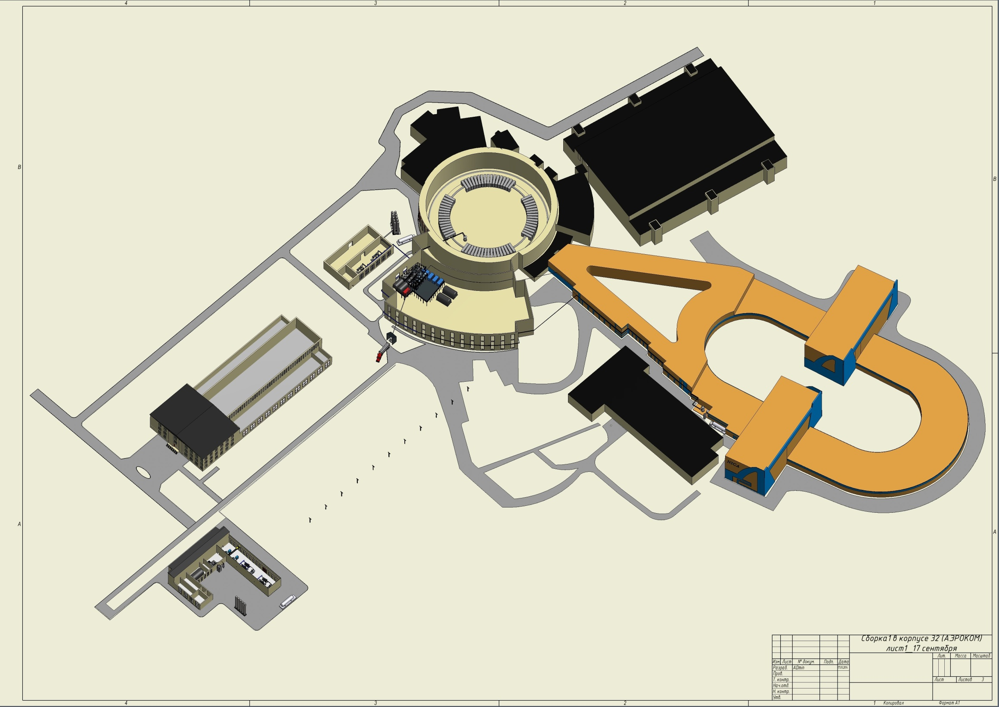 4 3 2 1
B
B
A
A
NICA
Сборка1 в корпусе 32 (АЭРОКОМ)
лист1_17 сентября
Лит. Масса Масштаб
Изм. Лист № докум. Подп. Дата
Разраб. ADmin
Пров.
Т. контр.
Лист Листов 3
Нач.отд.
Н. контр.
Утв.
4 3 2 1 Копировал Формат А1